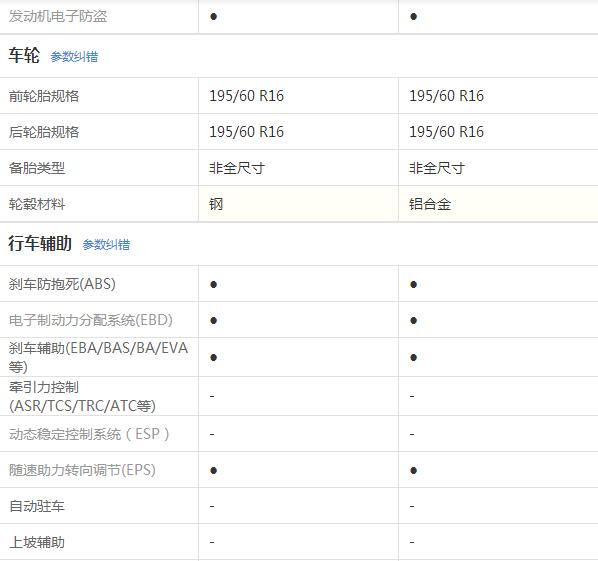 发动机电子防盗 ● ●
车轮 参数纠错
前轮胎规格 195/60 R16 195/60 R16
后轮胎规格 195/60 R16 195/60 R16
备胎类型 非全尺寸 非全尺寸
轮毂材料 钢 铝合金
行车辅助 参数纠错
刹车防抱死(ABS) ● ●
电子制动力分配系统(EBD) ● ●
刹车辅助(EBA/BAS/BA/EVA
等) ● ●
牵引力控制
(ASR/TCS/TRC/ATC等) - -
动态稳定控制系统（ESP） - -
随速助力转向调节(EPS) ● ●
自动驻车 - -
上坡辅助 - -